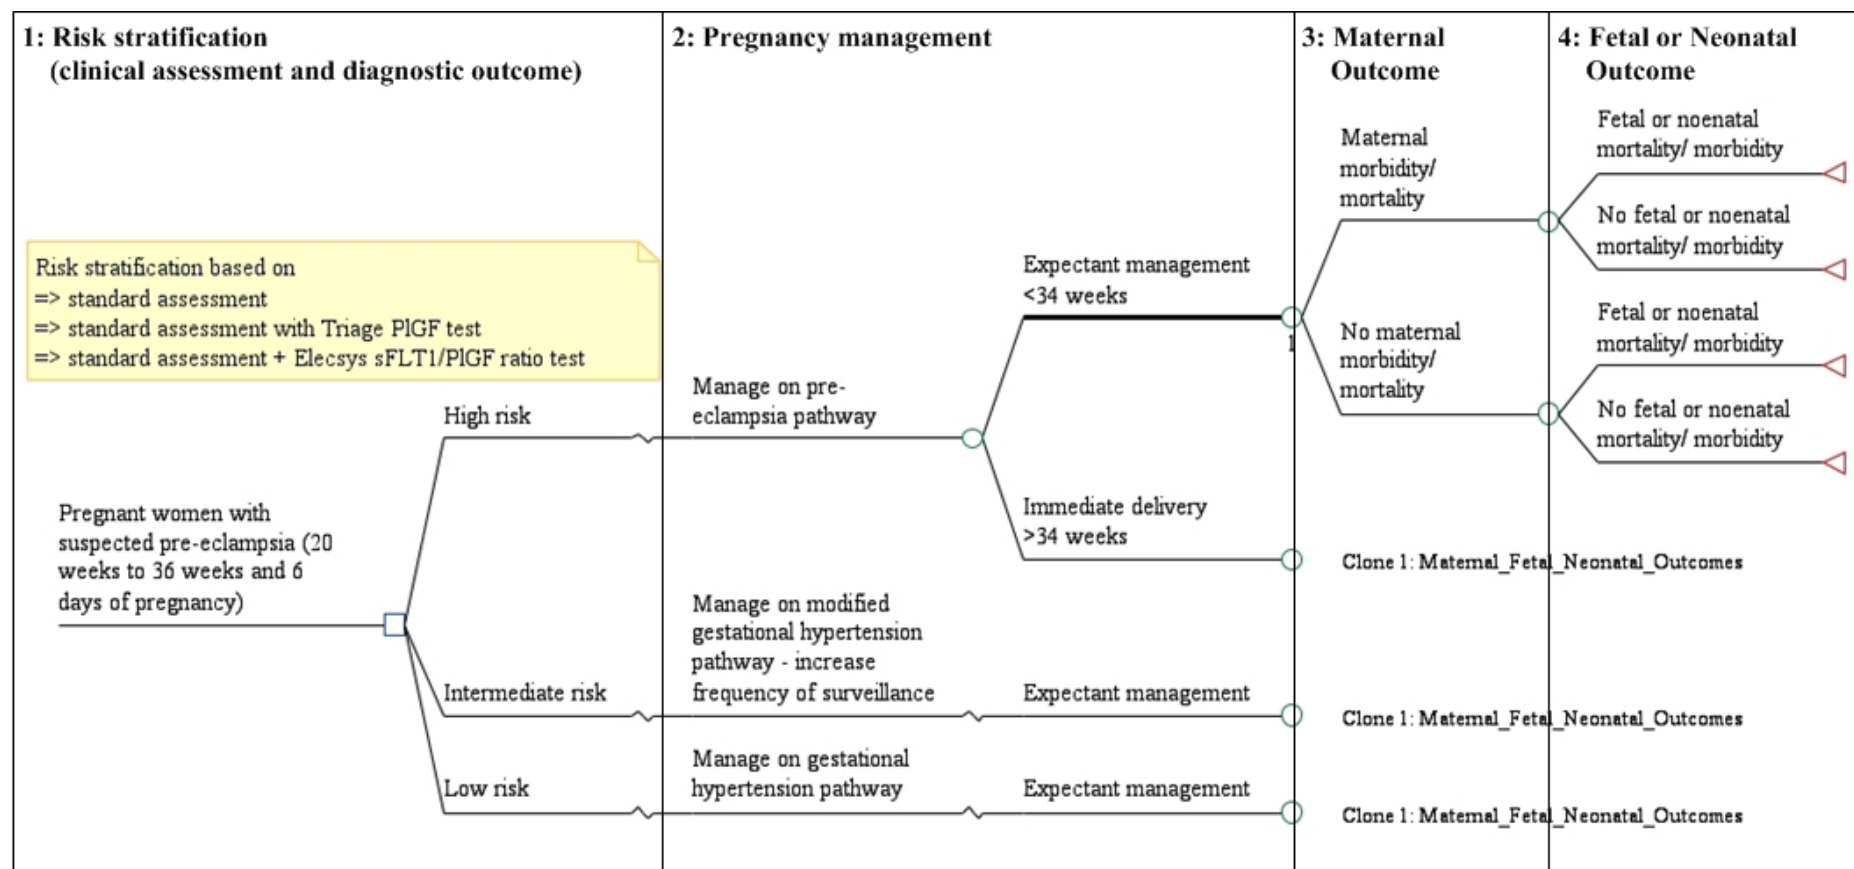 1: Risk stratification
(clinical assessment and diagnostic outcome)
2: Pregnancy management
3: Maternal
Outcome
4: Fetal or Neonatal
Outcome
Risk stratification based on
=> standard assessment
=> standard assessment with Triage PlGF test
=> standard assessment + Elecsys sFLT1/PlGF ratio test
Pregnant women with
suspected pre-eclampsia (20
weeks to 36 weeks and 6
days of pregnancy)
High risk
Manage on pre-
eclampsia pathway
Expectant management
<34 weeks
1
Maternal
morbidity/
mortality
Fetal or noenatal
mortality/ morbidity
No fetal or noenatal
mortality/ morbidity
No maternal
morbidity/
mortality
Fetal or noenatal
mortality/ morbidity
No fetal or noenatal
mortality/ morbidity
Immediate delivery
>34 weeks
Clone 1: Maternal_Fetal_Neonatal_Outcomes
Intermediate risk
Manage on modified
gestational hypertension
pathway - increase
frequency of surveillance
Expectant management
Clone 1: Maternal_Fetal_Neonatal_Outcomes
Low risk
Manage on gestational
hypertension pathway
Expectant management
Clone 1: Maternal_Fetal_Neonatal_Outcomes